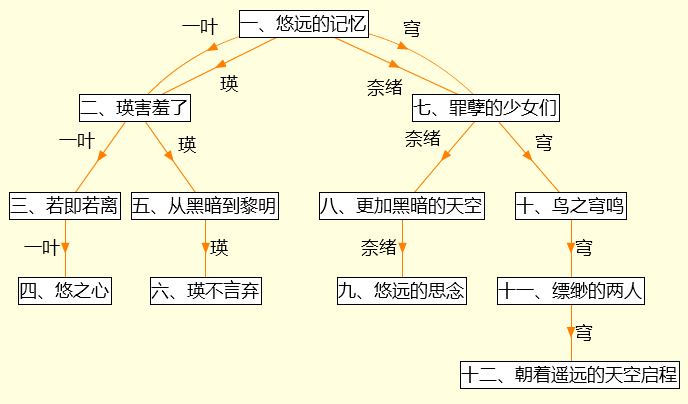 一、悠远的记忆
一叶
穹
瑛
奈绪
二、瑛害羞了
七、罪孽的少女们
一叶
瑛
奈绪
穹
三、若即若离
五、从黑暗到黎明
八、更加黑暗的天空
十、鸟之穹鸣
一叶
瑛
奈绪
穹
四、悠之心
六、瑛不言弃
九、悠远的思念
十一、缥缈的两人
穹
十二、朝着遥远的天空启程